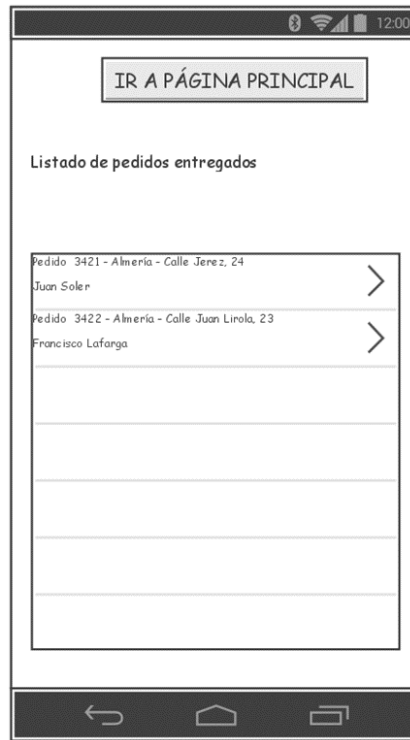 12:00
IR A PÁGINA PRINCIPAL
Listado de pedidos entregados
Pedido 3421 - Almería - Calle Jerez, 24
Juan Soler
Pedido 3422 - Almería - Calle Juan Lirola, 23
Francisco Lafarga